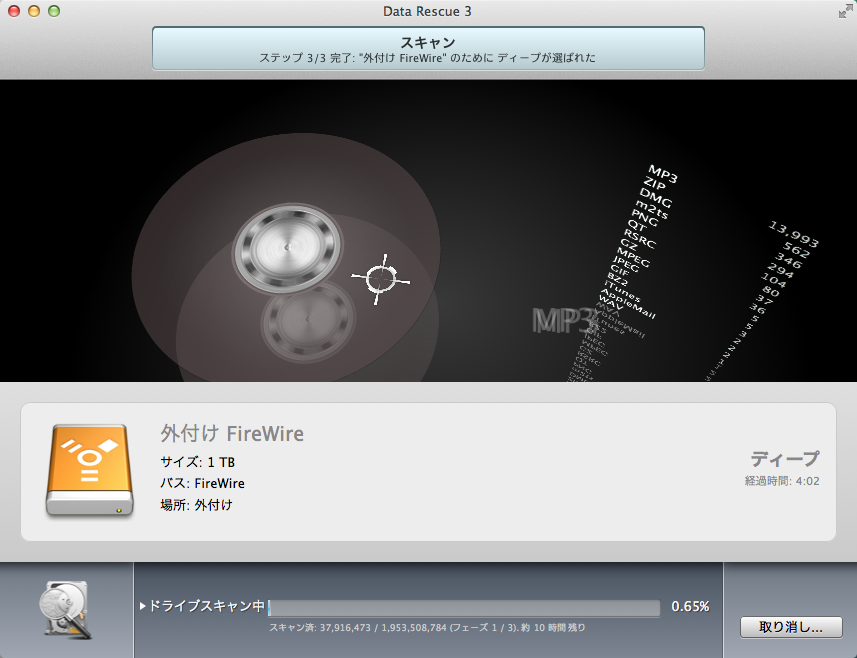 Data Rescue 3
スキャン
ステップ 3/3 完了: "外付け FireWire" のために ディープが選ばれた
MP3
ZIP
DMG
m2ts
PNG
QT
RSRC
GZ
MPEG
JPEG
GIF
BZ2
iTunes
AppleMail
WAV
13,993
562
346
294
104
80
37
36
5
5
3
2
2
MP3
外付け FireWire
サイズ: 1 TB
バス: FireWire
場所: 外付け
ディープ
経過時間: 4:02
ドライブスキャン中
0.65%
スキャン済: 37,916,473 / 1,953,508,784 (フェーズ 1 / 3). 約 10 時間 残り
取り消し...